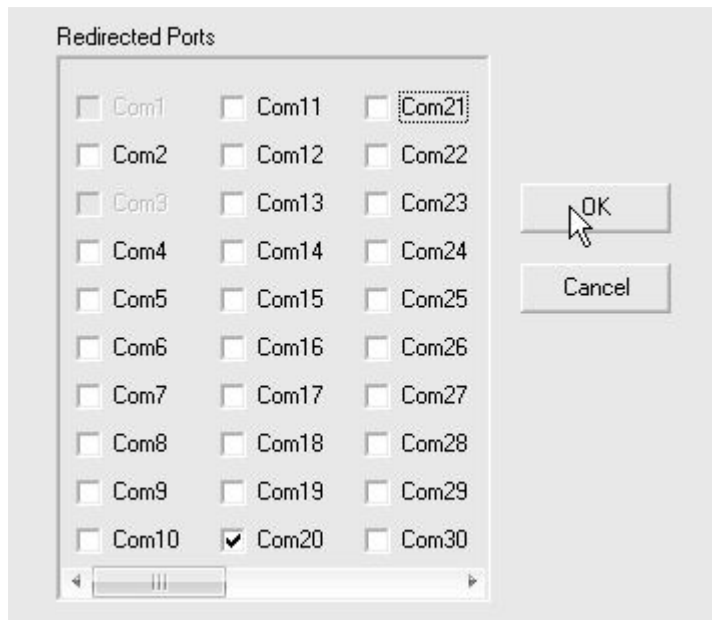 Redirected Ports
Com1 Com11 Com21
Com2 Com12 Com22
Com3 Com13 Com23
OK
Com4 Com14 Com24
Com5 Com15 Com25
Cancel
Com6 Com16 Com26
Com7 Com17 Com27
Com8 Com18 Com28
Com9 Com19 Com29
Com10 Com20 Com30